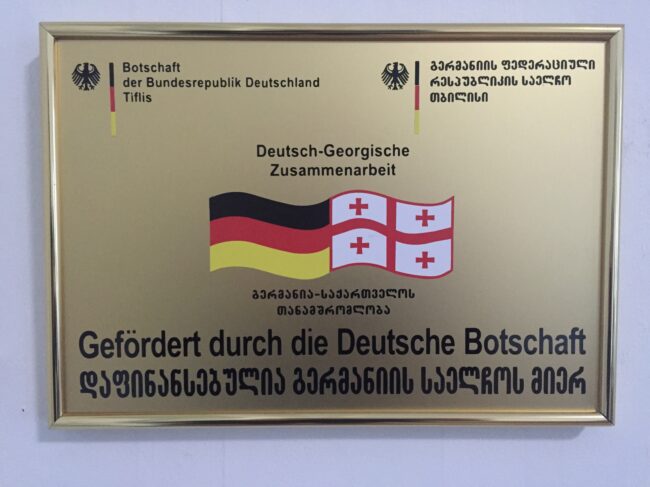 Botschaft
der Bundesrepublik Deutschland
Tiflis
გერმანიის ფედერაციული
რესპუბლიკის საელჩო
თბილისი
Deutsch-Georgische
Zusammenarbeit
გერმანია-საქართველოს
თანამშრომლობა
Gefördert durch die Deutsche Botschaft
დაფინანსებულია გერმანიის საელჩოს მიერ